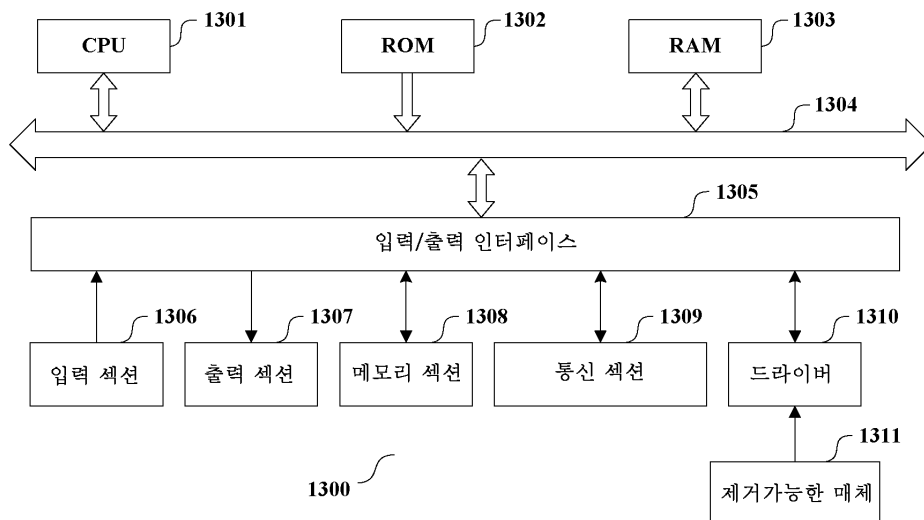 1301
1302
1303
CPU
ROM
RAM
1304
1305
입력/출력 인터페이스
1306
1307
1308
1309
1310
입력 섹션
출력 섹션
메모리 섹션
통신 섹션
드라이버
1311
1300
제거가능한 매체